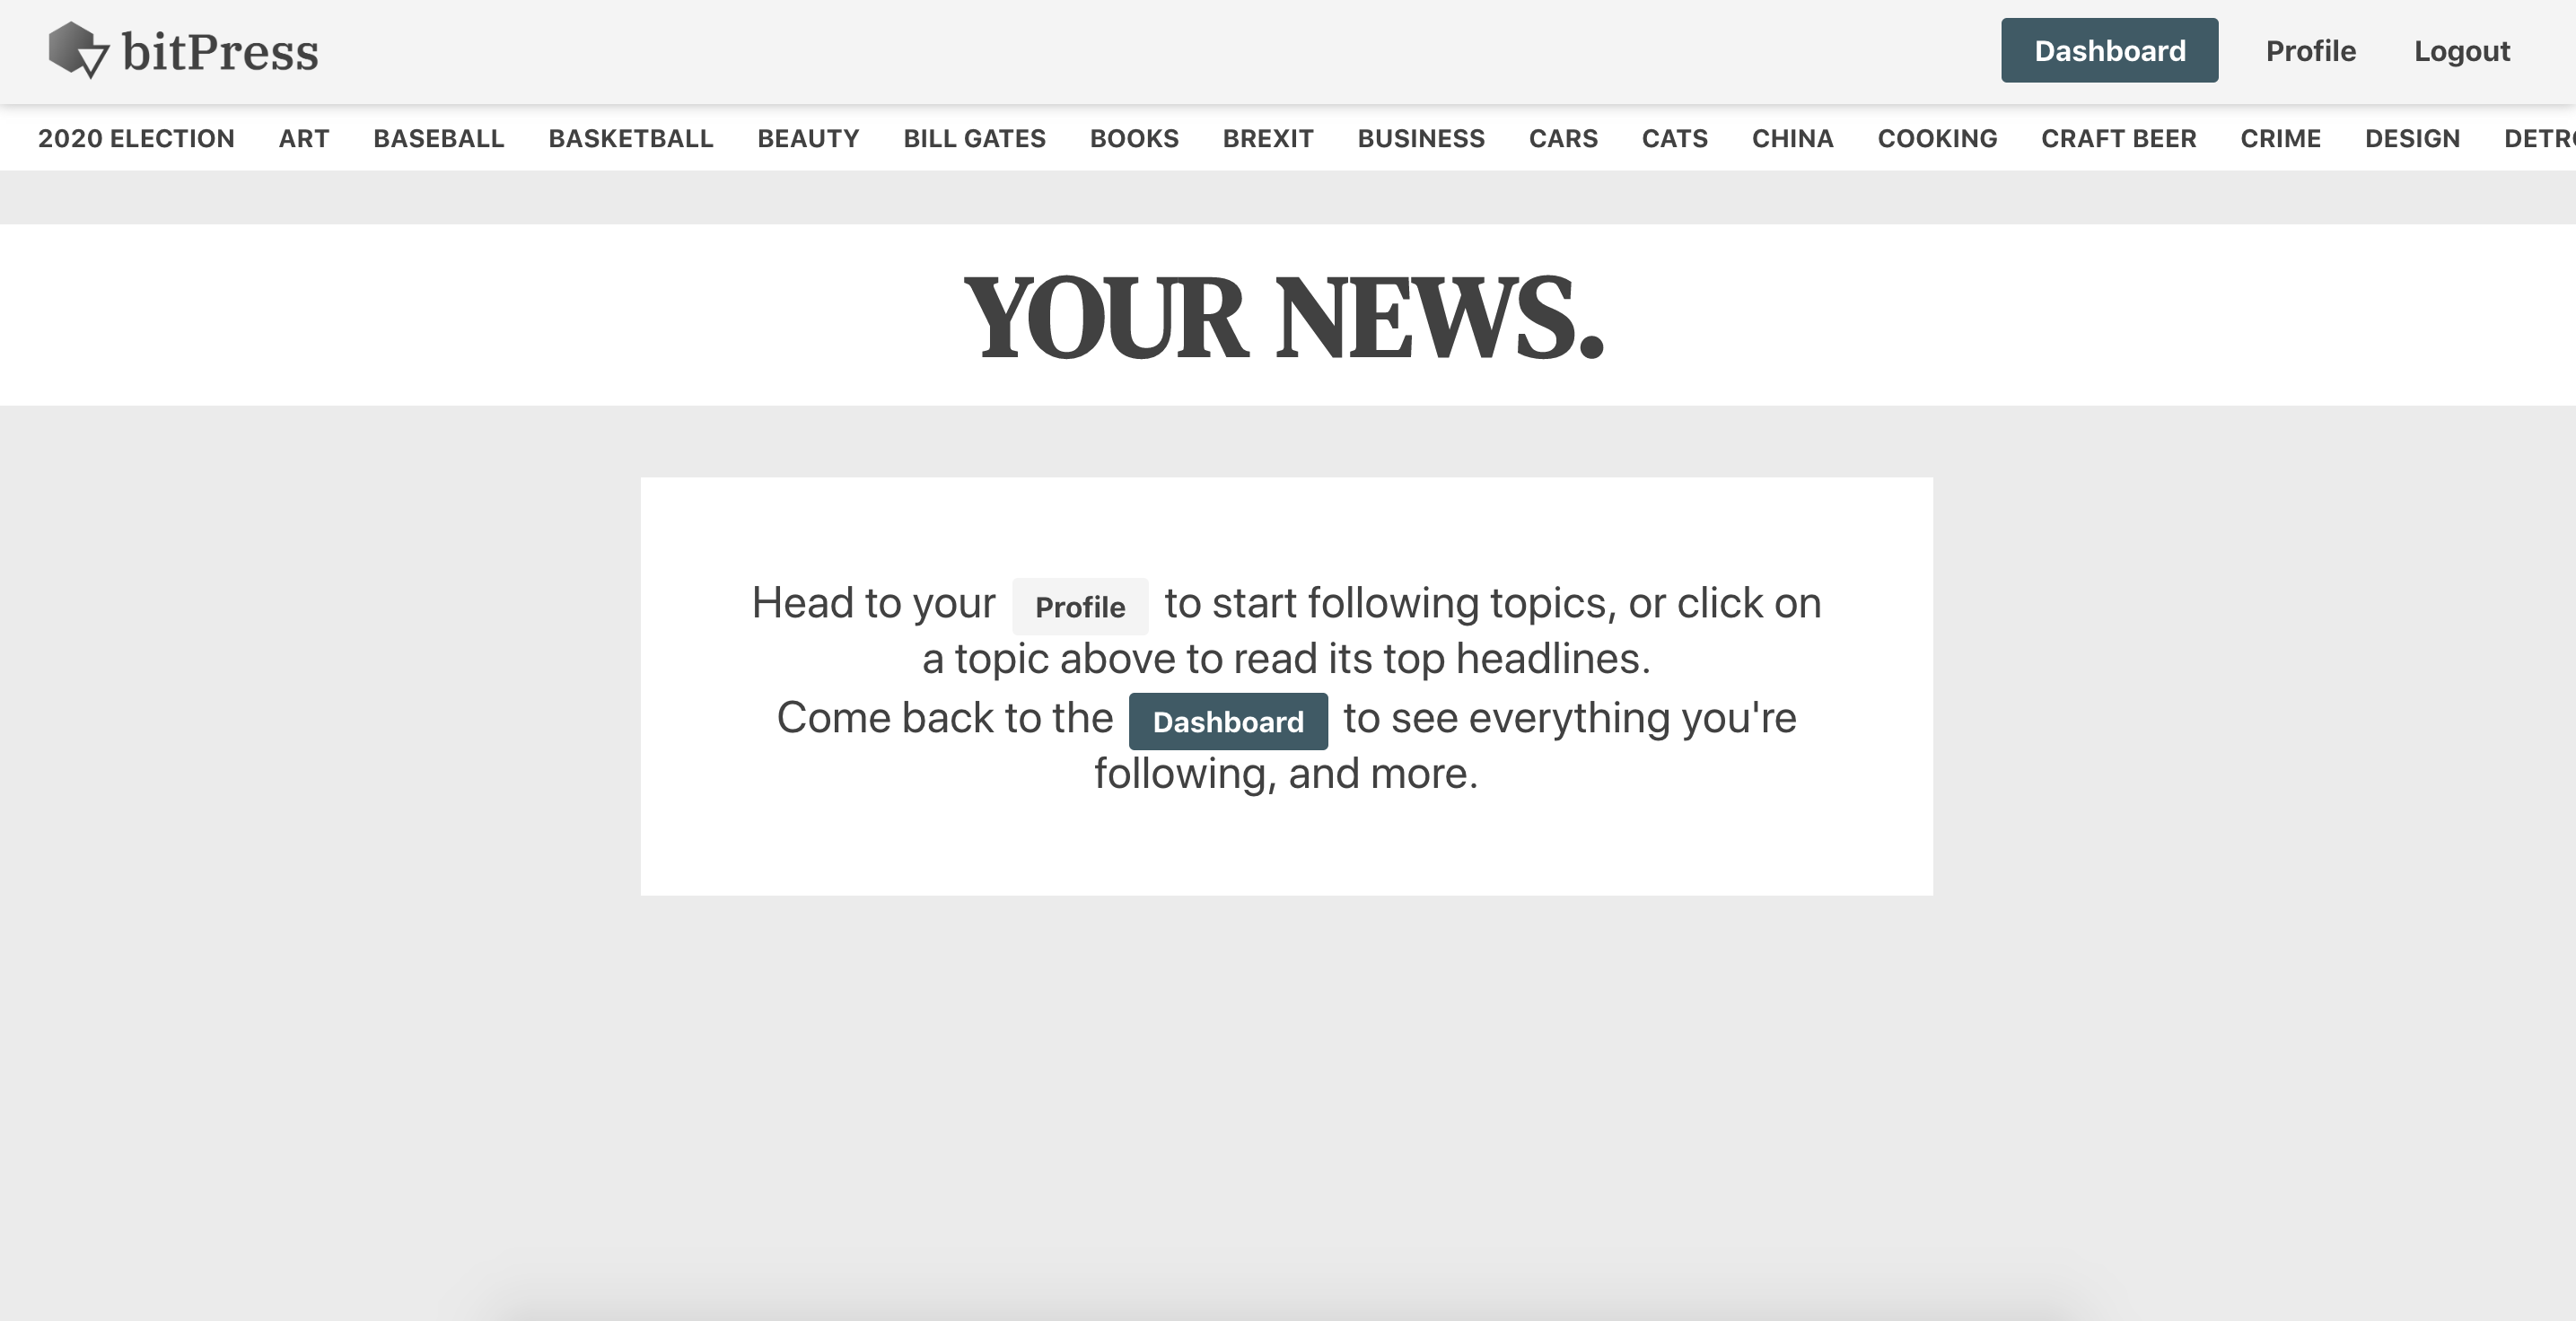 bitPress
Dashboard Profile Logout
2020 ELECTION ART BASEBALL BASKETBALL BEAUTY BILL GATES BOOKS BREXIT BUSINESS CARS CATS CHINA COOKING CRAFT BEER CRIME DESIGN
YOUR NEWS.
Head to your Profile to start following topics, or click on
a topic above to read its top headlines.
Come back to the Dashboard to see everything you're
following, and more.